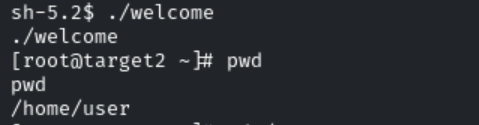 sh-5.2$ ./welcome
./welcome
[root@target2 ~]# pwd
pwd
/home/user